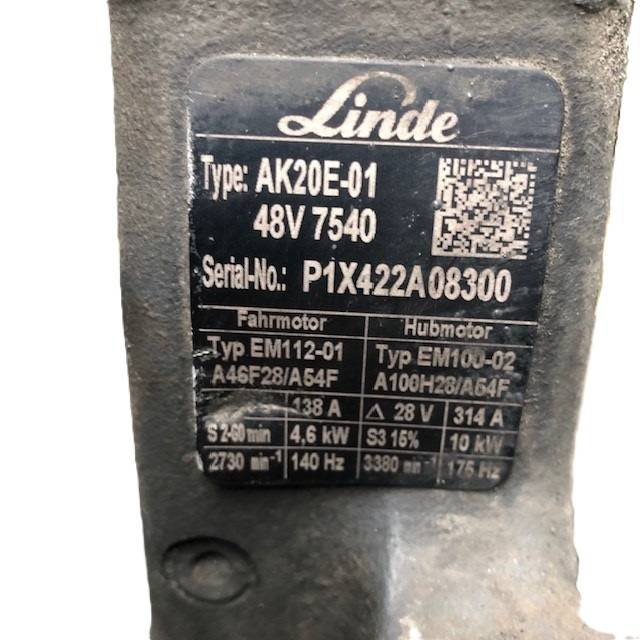 Linde
Type: AK20E-01
48V 7540
Serial-No.: P1X422A08300
Fahrmotor Hubmotor
Typ EM112-01 Typ EM100-02
A46F28/A54F A100H28/A54F
138 A Δ 28 V 314 A
S 2-60 min 4,6 kW S3 15% 10 kW
2730 min⁻¹ 140 Hz 3380 min⁻¹ 175 Hz